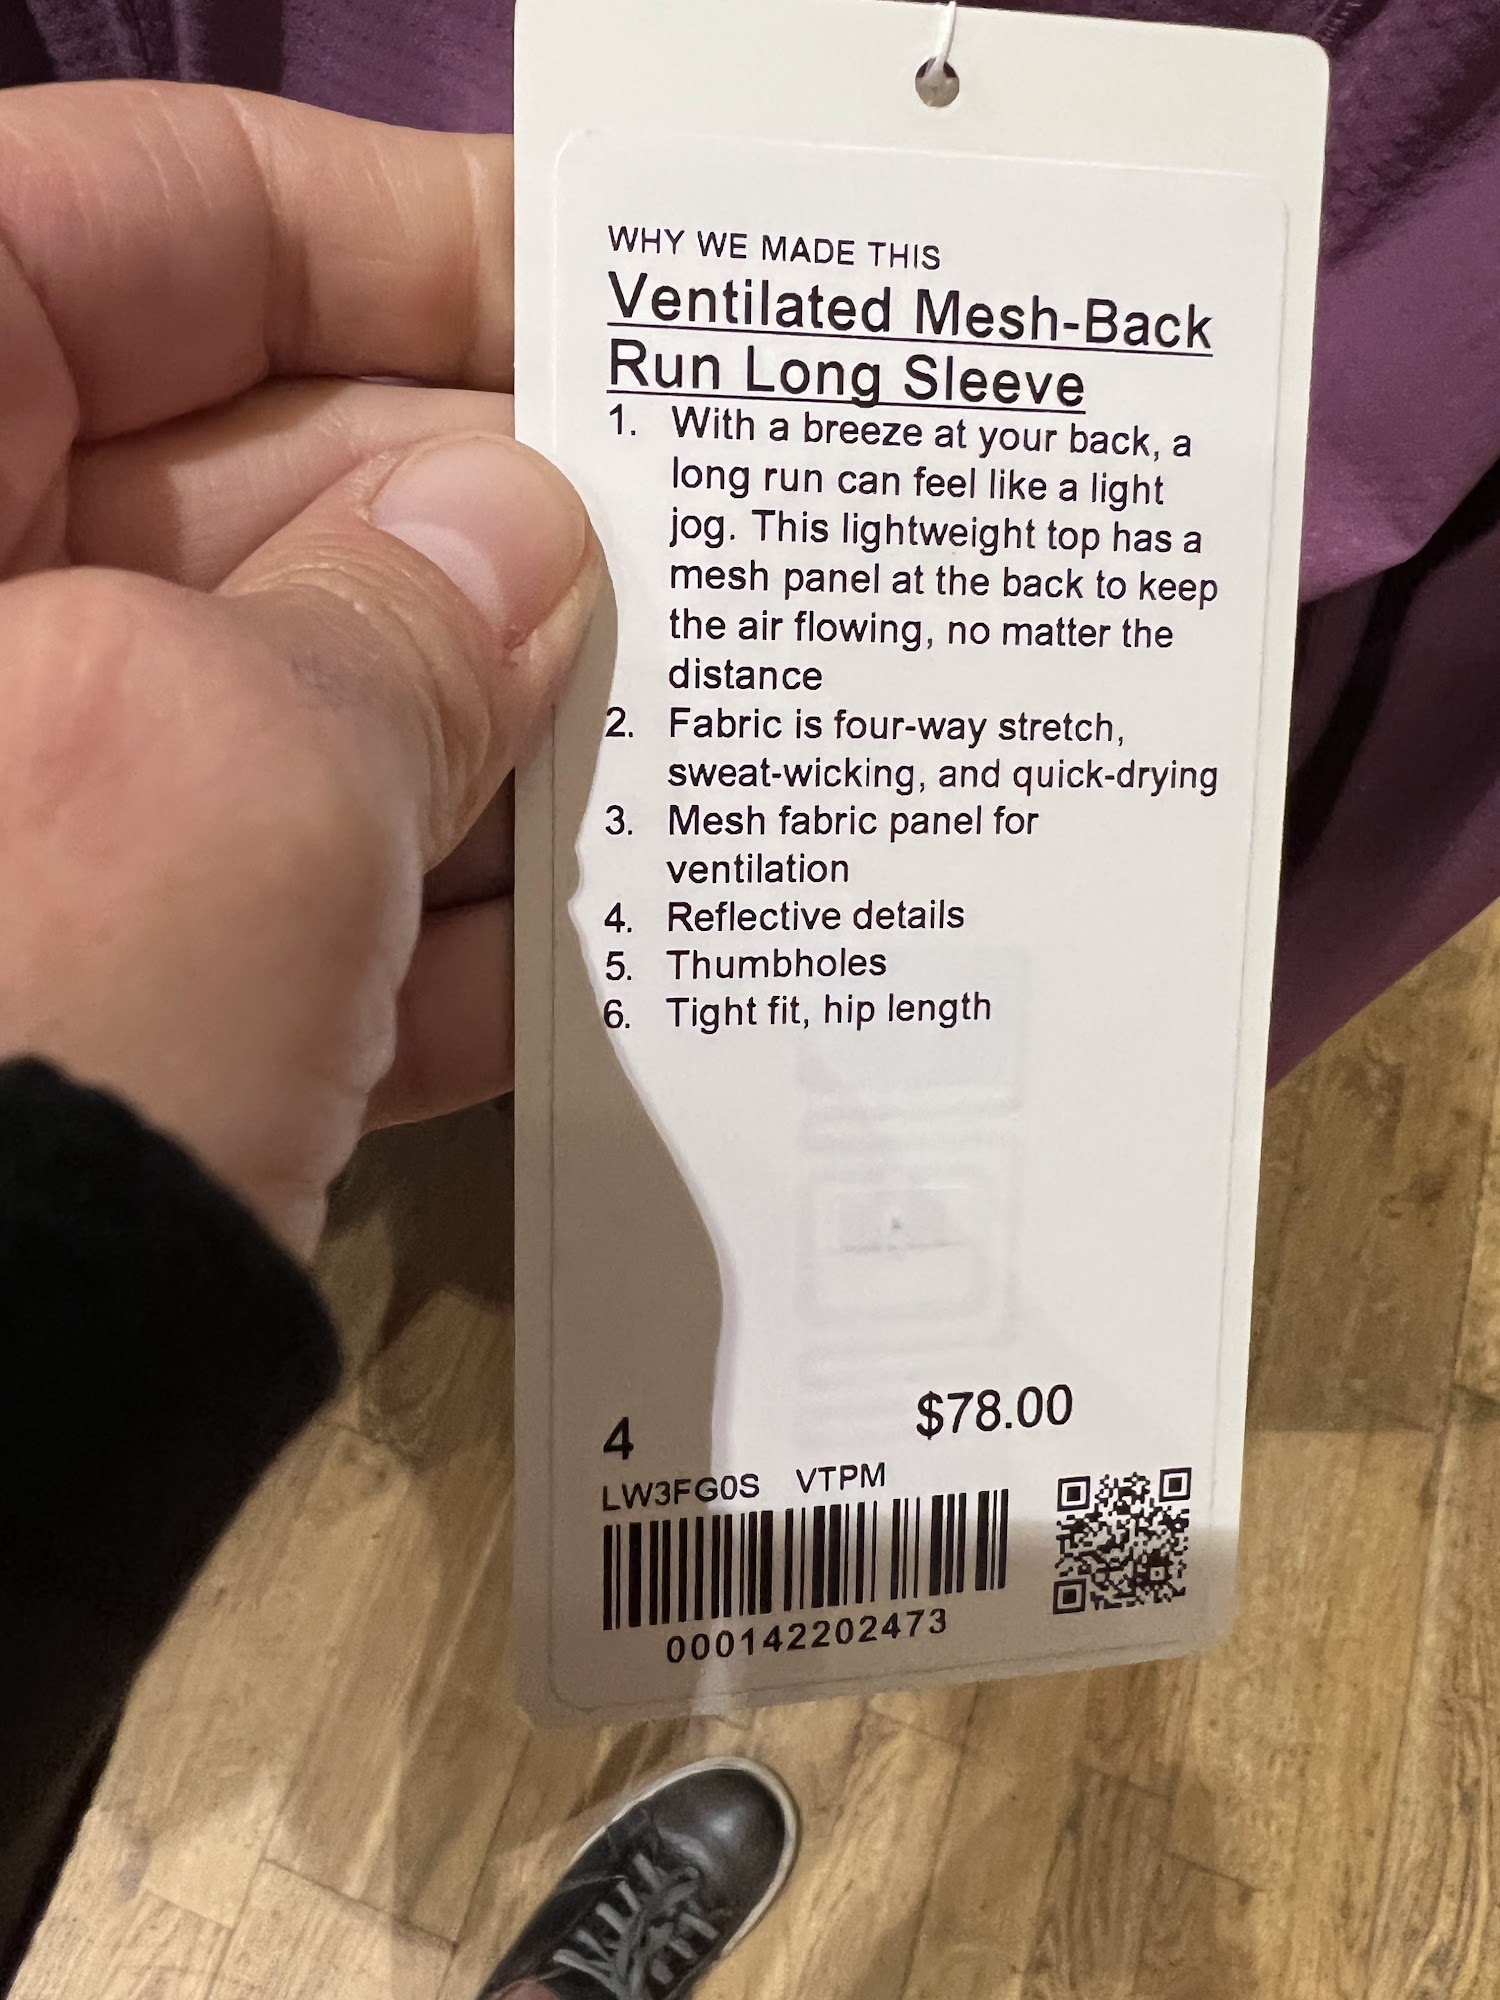 WHY WE MADE THIS
Ventilated Mesh-Back
Run Long Sleeve
1. With a breeze at your back, a
long run can feel like a light
jog. This lightweight top has a
mesh panel at the back to keep
the air flowing, no matter the
distance
2. Fabric is four-way stretch,
sweat-wicking, and quick-drying
3. Mesh fabric panel for
ventilation
4. Reflective details
5. Thumbholes
6. Tight fit, hip length
4 $78.00
LW3FG0S VTPM
000142202473